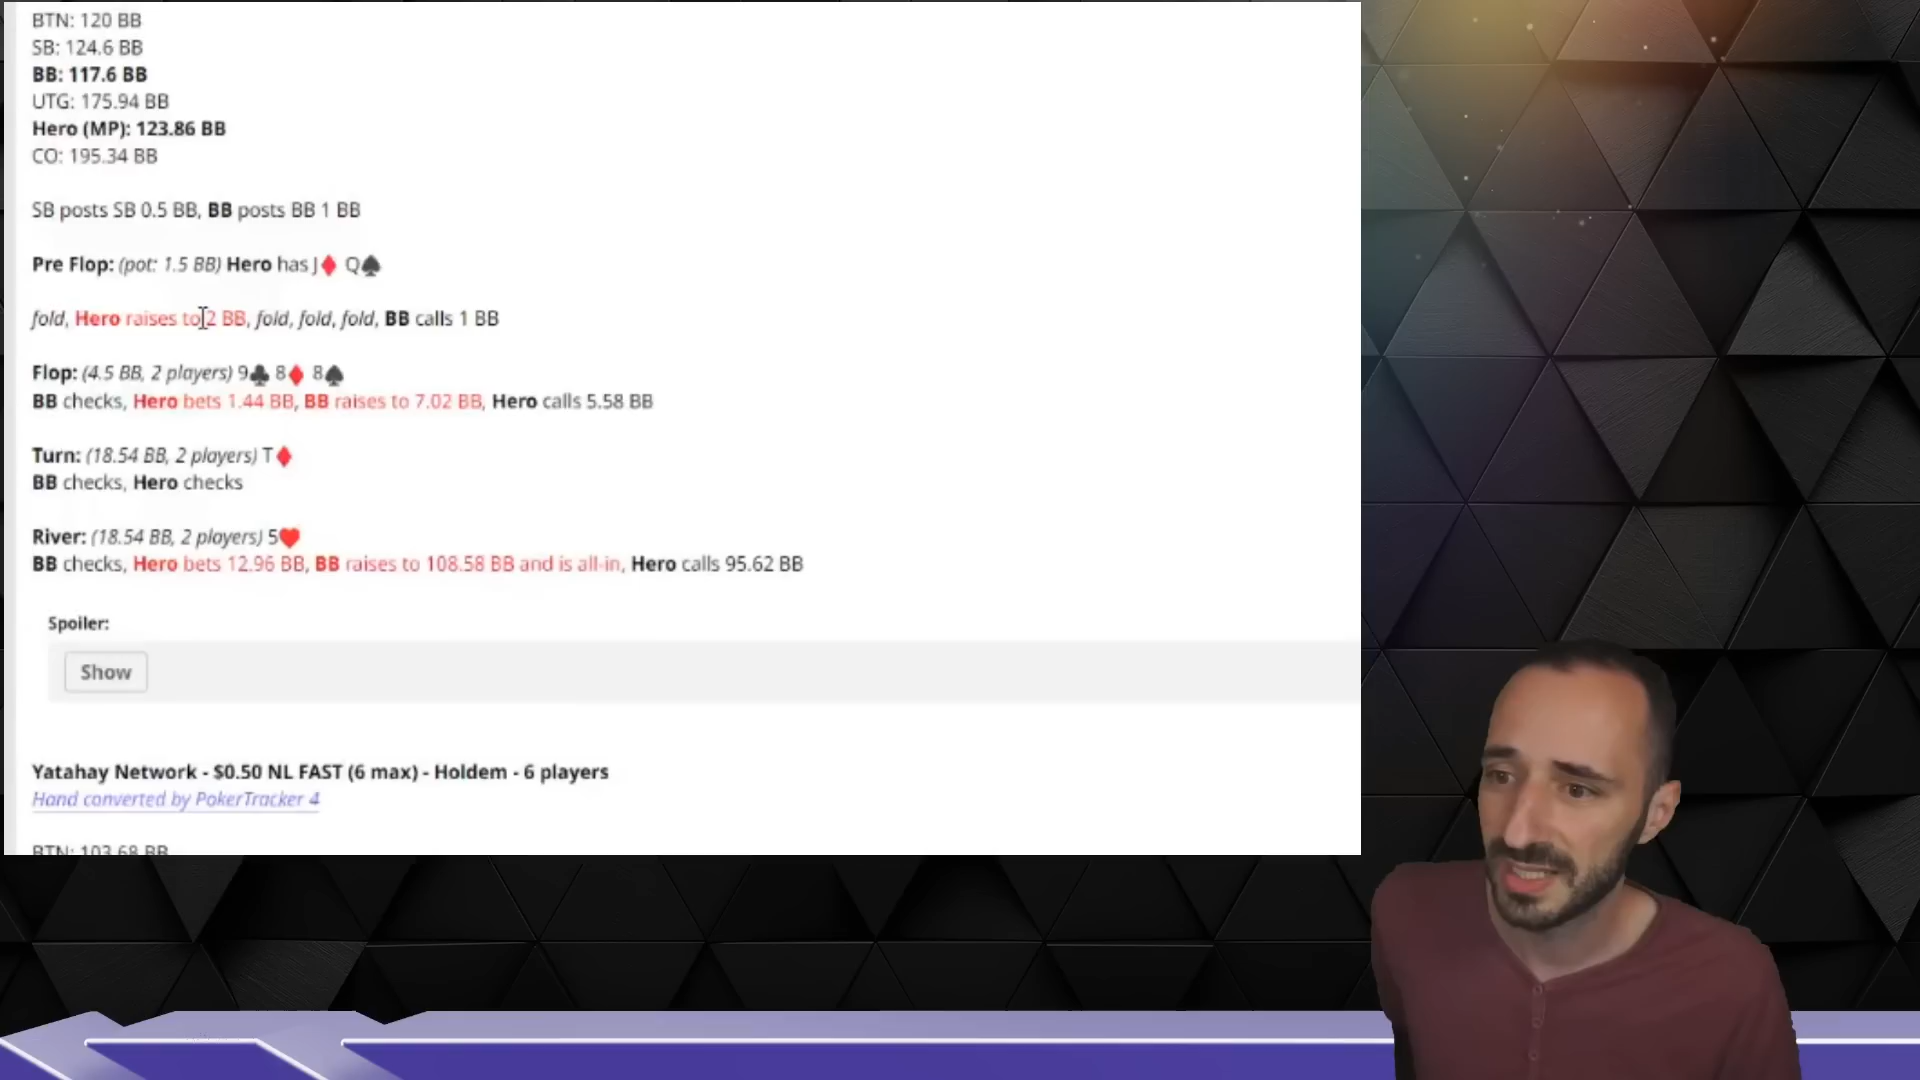 BTN: 120 BB
SB: 124.6 BB
BB: 117.6 BB
UTG: 175.94 BB
Hero (MP): 123.86 BB
CO: 195.34 BB
SB posts SB 0.5 BB, BB posts BB 1 BB
Pre Flop: (pot: 1.5 BB) Hero has J♦ Q♠
fold, Hero raises to 2 BB, fold, fold, fold, BB calls 1 BB
Flop: (4.5 BB, 2 players) 9♣ 8♦ 8♠
BB checks, Hero bets 1.44 BB, BB raises to 7.02 BB, Hero calls 5.58 BB
Turn: (18.54 BB, 2 players) T♦
BB checks, Hero checks
River: (18.54 BB, 2 players) 5♥
BB checks, Hero bets 12.96 BB, BB raises to 108.58 BB and is all-in, Hero calls 95.62 BB
Spoiler:
Show
Yatahay Network - $0.50 NL FAST (6 max) - Holdem - 6 players
Hand converted by PokerTracker 4
BTN: 103.68 BB